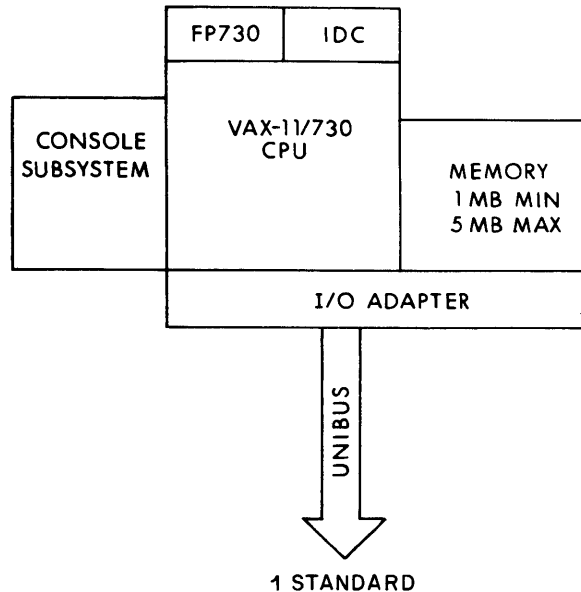 FP730
IDC
VAX-11/730
CPU
CONSOLE
SUBSYSTEM
MEMORY
1 MB MIN
5 MB MAX
I/O ADAPTER
UNIBUS
1 STANDARD